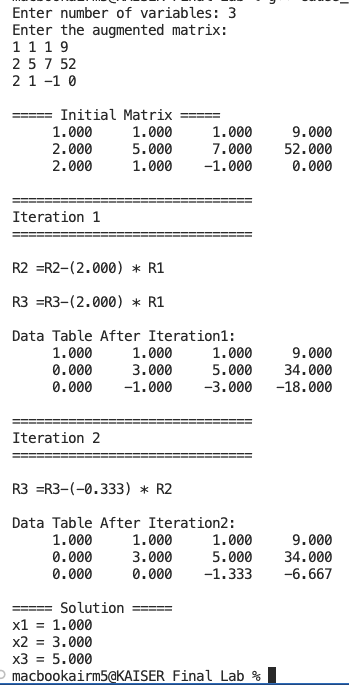 Enter number of variables: 3
Enter the augmented matrix:
1 1 1 9
2 5 7 52
2 1 -1 0
===== Initial Matrix =====
1.000 1.000 1.000 9.000
2.000 5.000 7.000 52.000
2.000 1.000 -1.000 0.000
==============================
Iteration 1
==============================
R2 =R2-(2.000) * R1
R3 =R3-(2.000) * R1
Data Table After Iteration1:
1.000 1.000 1.000 9.000
0.000 3.000 5.000 34.000
0.000 -1.000 -3.000 -18.000
==============================
Iteration 2
==============================
R3 =R3-(-0.333) * R2
Data Table After Iteration2:
1.000 1.000 1.000 9.000
0.000 3.000 5.000 34.000
0.000 0.000 -1.333 -6.667
===== Solution =====
x1 = 1.000
x2 = 3.000
x3 = 5.000
macbookairm5@KAISER Final Lab %